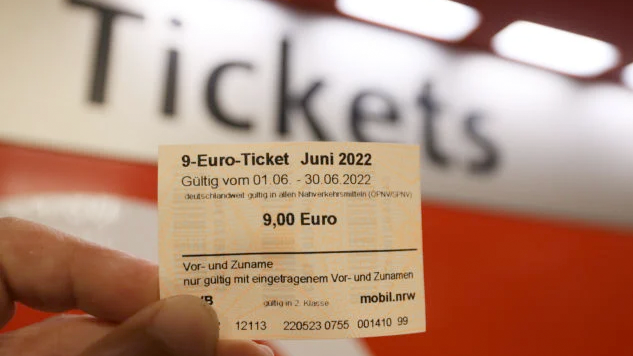 Tickets
9-Euro-Ticket Juni 2022
Gültig vom 01.06. - 30.06.2022
deutschlandweit gültig in allen Nahverkehrsmitteln (ÖPNV/SPNV)
9,00 Euro
Vor- und Zuname
nur gültig mit eingetragenem Vor- und Zunamen
gültig in 2. Klasse mobil.nrw
12113 220523 0755 001410 99